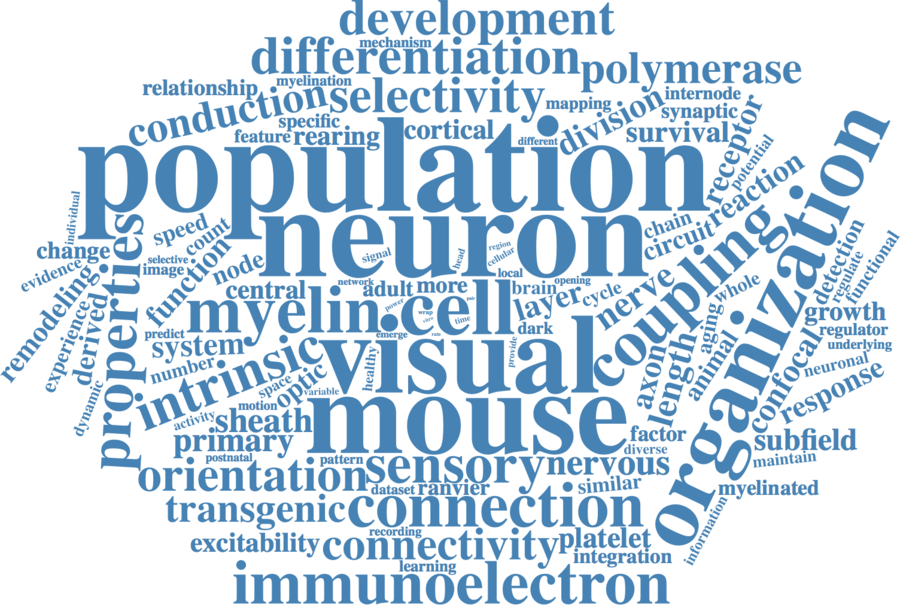 development
mechanism
differentiation
polymerase
relationship
myelination
conduction
selectivity
mapping
internode
division
synaptic
specific
feature
rearing
cortical
different
survival
receptor
potential
population
reaction
individual
neuron
chain
circuit
change
properties
speed
count
function
selective
image
node
signal
head
region
cellular
local
organization
coupling
detection
regulate
functional
evidence
remodeling
experience
derived
dynamic
central
network
adult
more
brain
opening
layer
cycle
nerve
whole
aging
myelin
cell
power
wrap
time
pair
dark
growth
regulator
underlying
predict
system
emerge
rate
visual
provide
axon
length
animal
confocal
neuronal
response
number
intrinsic
space
optic
variable
healthy
motion
activity
sheath
mouse
primary
factor
diverse
subfield
maintain
postnatal
pattern
orientation
sensory
nervous
dataset
ranvier
similar
myelinated
information
transgenic
connection
recording
excitability
connectivity
platelet
integration
learning
immunoelectron